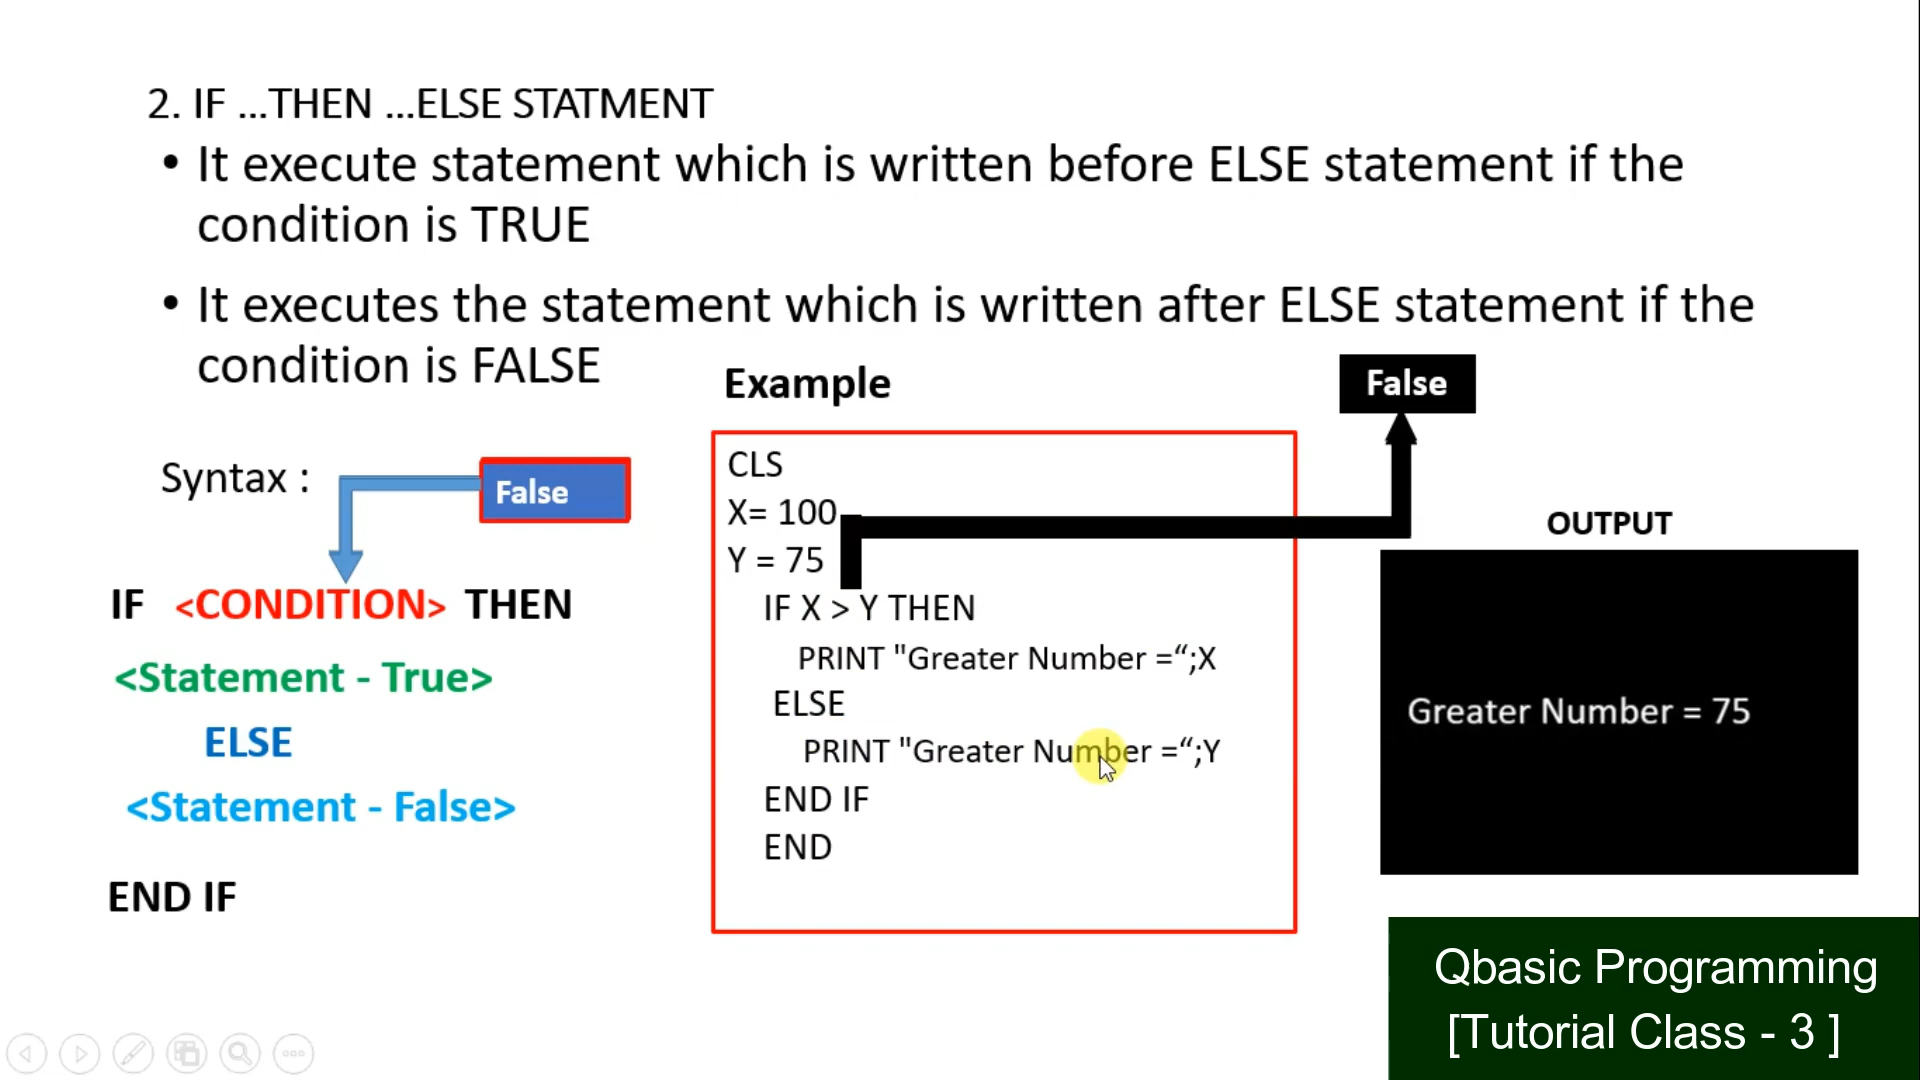 2. IF ...THEN ...ELSE STATMENT
• It execute statement which is written before ELSE statement if the
condition is TRUE
• It executes the statement which is written after ELSE statement if the
condition is FALSE
Syntax :
False
IF <CONDITION> THEN
<Statement - True>
ELSE
<Statement - False>
END IF
Example
CLS
X= 100
Y = 75
IF X > Y THEN
PRINT "Greater Number =“;X
ELSE
PRINT "Greater Number =“;Y
END IF
END
False
OUTPUT
Greater Number = 75
Qbasic Programming
[Tutorial Class - 3 ]